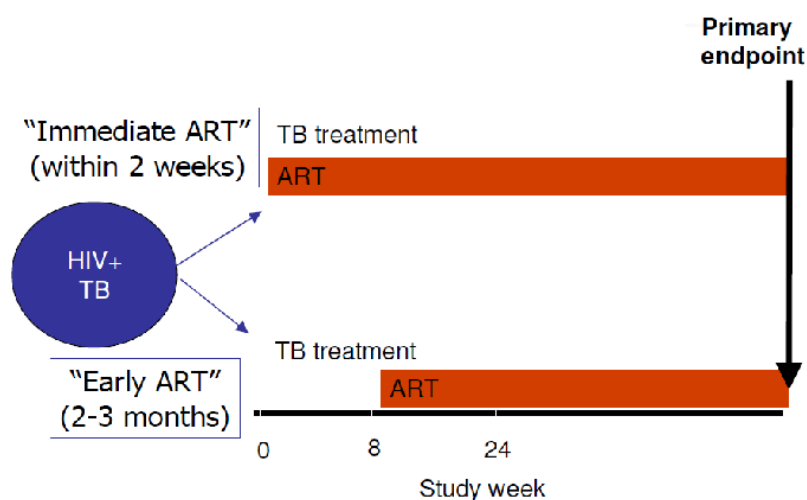 Primary
endpoint
“Immediate ART”
(within 2 weeks)
TB treatment
ART
HIV+
TB
TB treatment
“Early ART”
(2-3 months)
ART
0
8
24
Study week